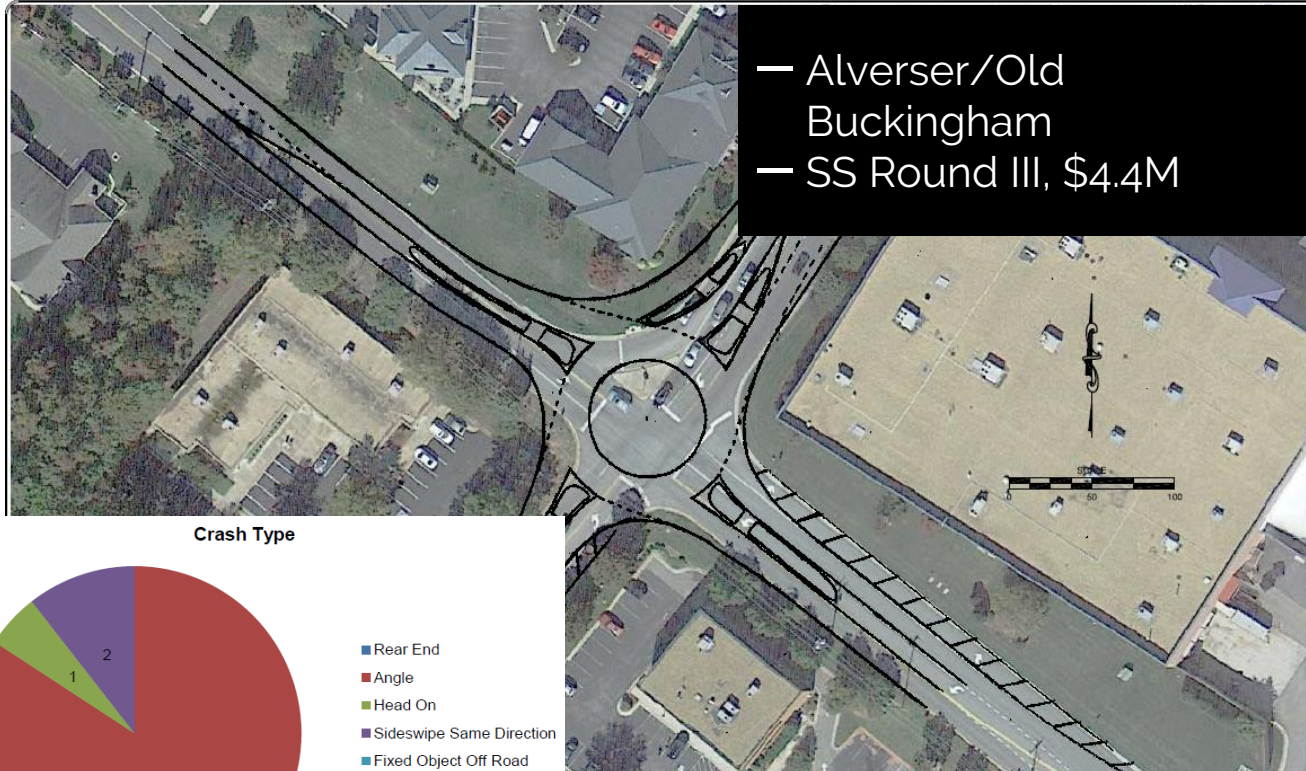 — Alverser/Old
Buckingham
— SS Round III, $4.4M
SCALE
0 50 100
Crash Type
2
1
Rear End
Angle
Head On
Sideswipe Same Direction
Fixed Object Off Road